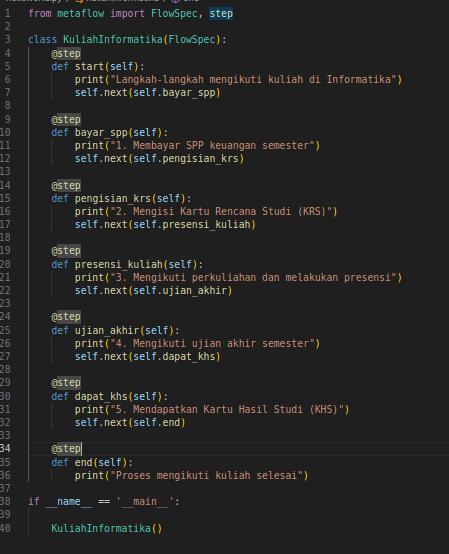 1 from metaflow import FlowSpec, step
2
3 class KuliahInformatika(FlowSpec):
4     @step
5     def start(self):
6         print("Langkah-langkah mengikuti kuliah di Informatika")
7         self.next(self.bayar_spp)
8
9     @step
10     def bayar_spp(self):
11         print("1. Membayar SPP keuangan semester")
12         self.next(self.pengisian_krs)
13
14     @step
15     def pengisian_krs(self):
16         print("2. Mengisi Kartu Rencana Studi (KRS)")
17         self.next(self.presensi_kuliah)
18
19     @step
20     def presensi_kuliah(self):
21         print("3. Mengikuti perkuliahan dan melakukan presensi")
22         self.next(self.ujian_akhir)
23
24     @step
25     def ujian_akhir(self):
26         print("4. Mengikuti ujian akhir semester")
27         self.next(self.dapat_khs)
28
29     @step
30     def dapat_khs(self):
31         print("5. Mendapatkan Kartu Hasil Studi (KHS)")
32         self.next(self.end)
33
34     @step
35     def end(self):
36         print("Proses mengikuti kuliah selesai")
37
38 if __name__ == '__main__':
39
40     KuliahInformatika()